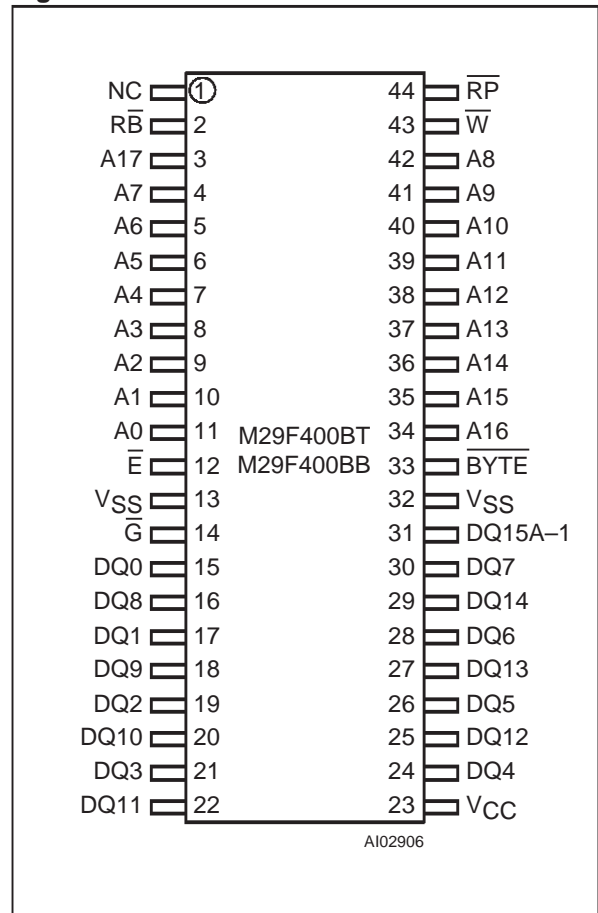 NC 1 44 R̅P̅
RB̅ 2 43 W̅
A17 3 42 A8
A7 4 41 A9
A6 5 40 A10
A5 6 39 A11
A4 7 38 A12
A3 8 37 A13
A2 9 36 A14
A1 10 35 A15
A0 11 M29F400BT 34 A16
E̅ 12 M29F400BB 33 B̅Y̅T̅E̅
VSS 13 32 VSS
G̅ 14 31 DQ15A–1
DQ0 15 30 DQ7
DQ8 16 29 DQ14
DQ1 17 28 DQ6
DQ9 18 27 DQ13
DQ2 19 26 DQ5
DQ10 20 25 DQ12
DQ3 21 24 DQ4
DQ11 22 23 VCC
AI02906